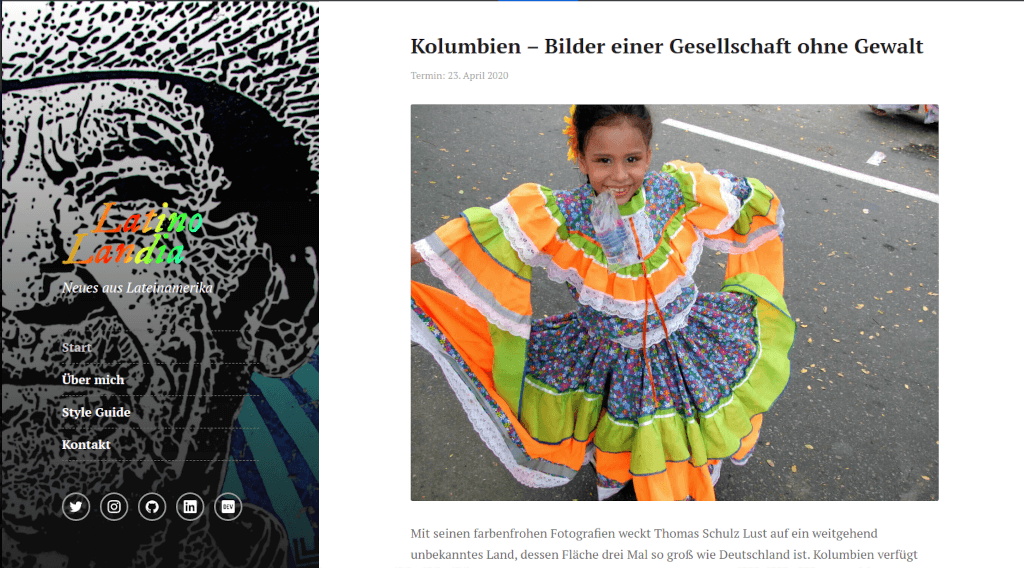 Latino
Landia
Neues aus Lateinamerika
Start
Über mich
Style Guide
Kontakt
DEV
Kolumbien – Bilder einer Gesellschaft ohne Gewalt
Termin: 23. April 2020
Mit seinen farbenfrohen Fotografien weckt Thomas Schulz Lust auf ein weitgehend
unbekanntes Land, dessen Fläche drei Mal so groß wie Deutschland ist. Kolumbien verfügt